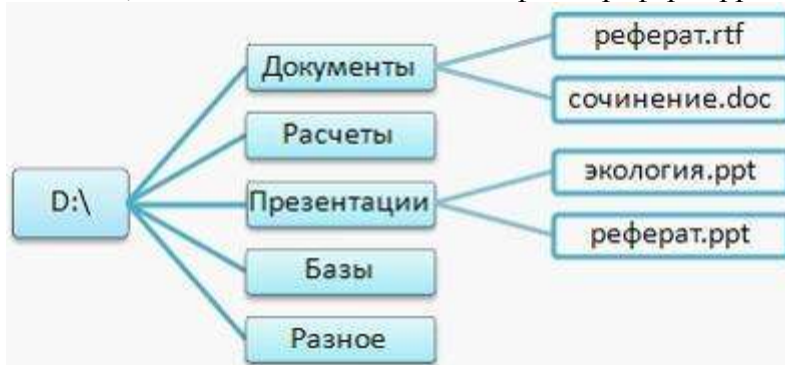 реферат.rtf
Документы
сочинение.doc
Расчеты
экология.ppt
D:\
Презентации
реферат.ppt
Базы
Разное